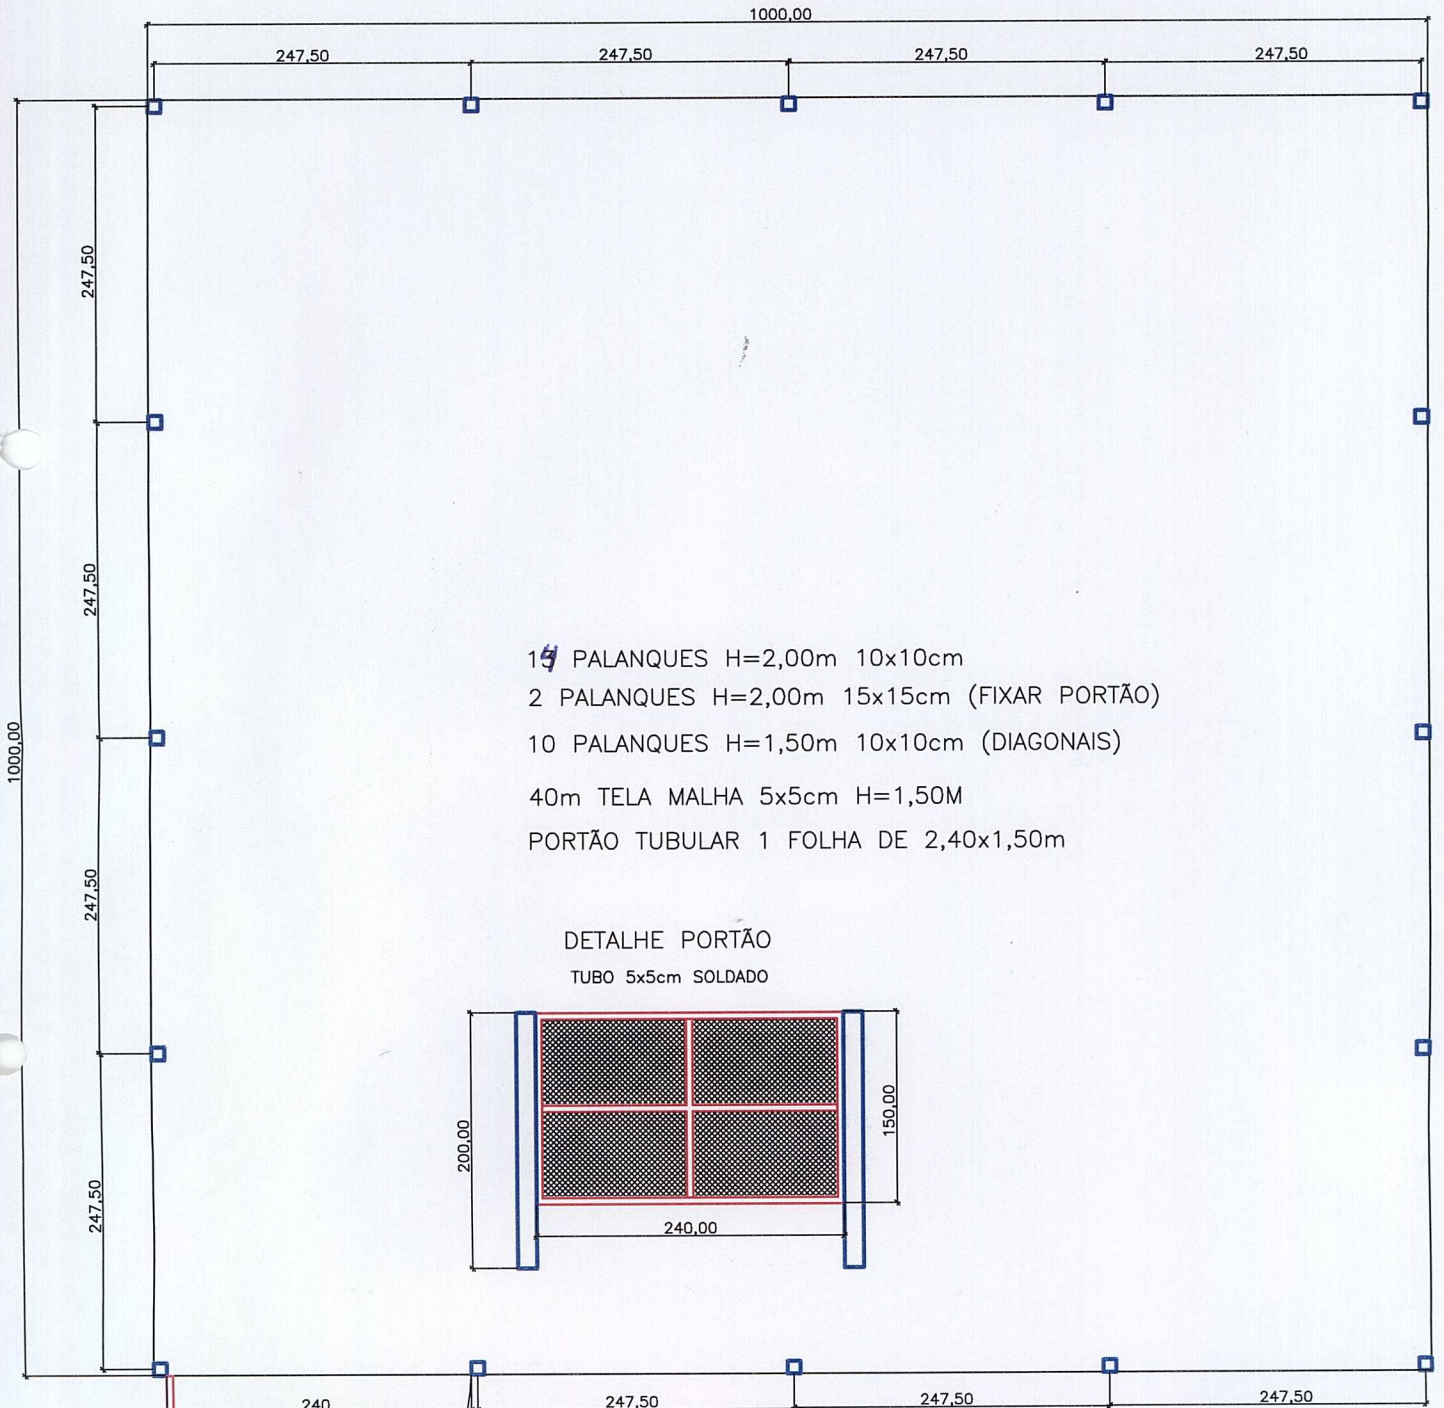 1000,00
247,50 247,50 247,50 247,50
247,50
247,50
1000,00
247,50
247,50
14 PALANQUES H=2,00m 10x10cm
2 PALANQUES H=2,00m 15x15cm (FIXAR PORTÃO)
10 PALANQUES H=1,50m 10x10cm (DIAGONAIS)
40m TELA MALHA 5x5cm H=1,50M
PORTÃO TUBULAR 1 FOLHA DE 2,40x1,50m
DETALHE PORTÃO
TUBO 5x5cm SOLDADO
200,00
150,00
240,00
240 247,50 247,50 247,50